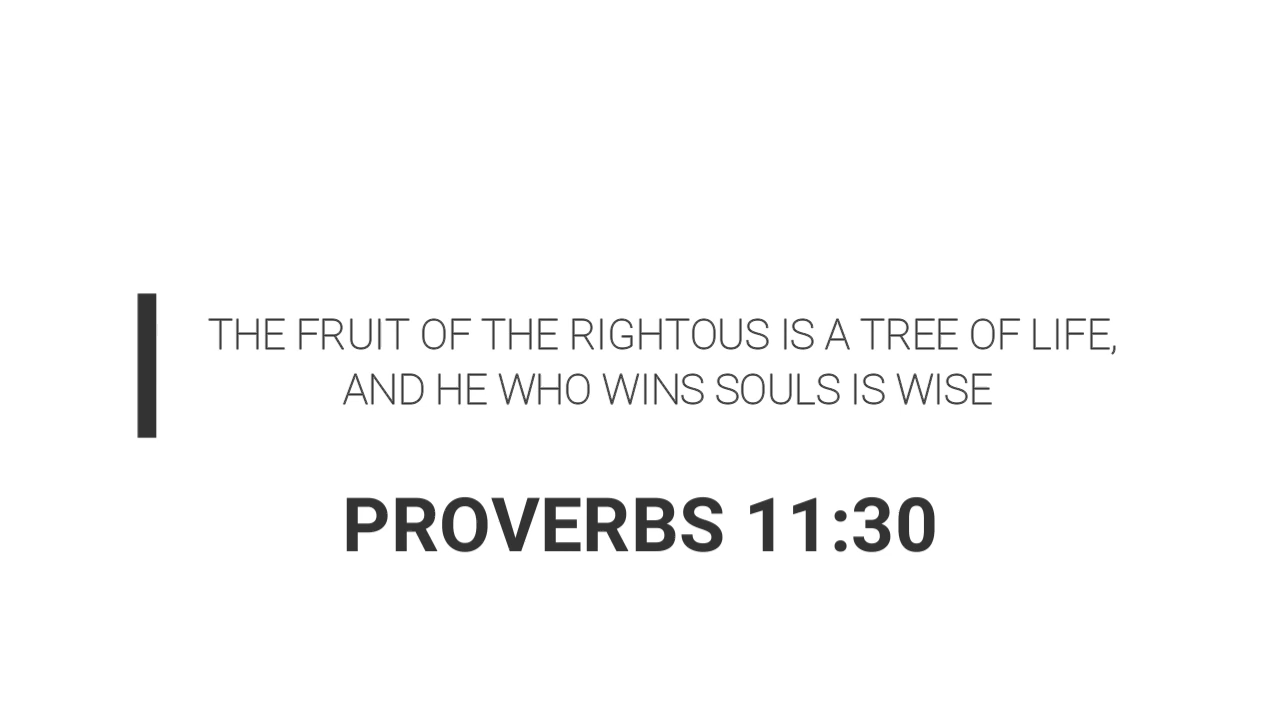 THE FRUIT OF THE RIGHTOUS IS A TREE OF LIFE,
AND HE WHO WINS SOULS IS WISE
PROVERBS 11:30